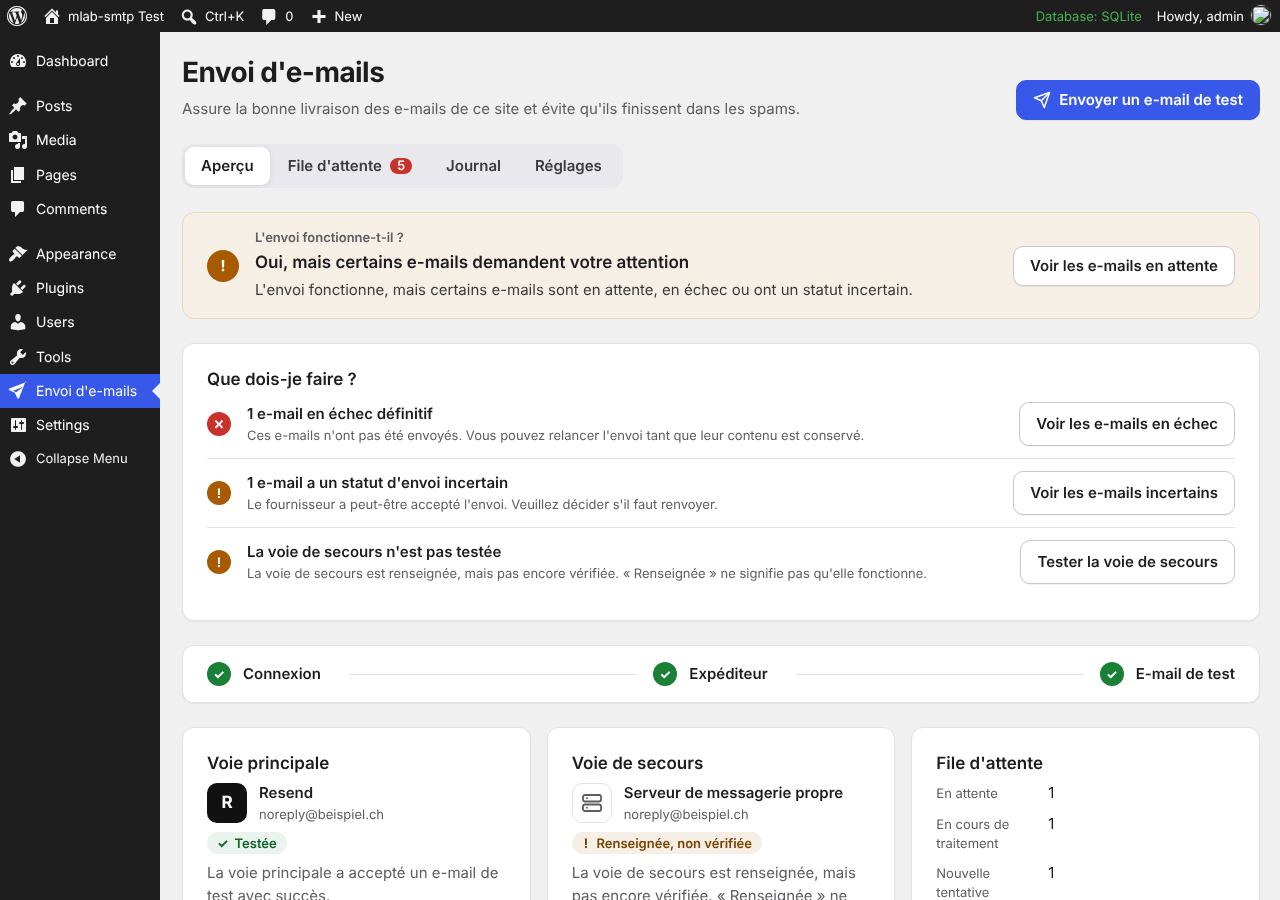 mlab-smtp Test
Ctrl+K
0
New
Database: SQLite
Howdy, admin
Dashboard
Posts
Media
Pages
Comments
Appearance
Plugins
Users
Tools
Envoi d'e-mails
Settings
Collapse Menu
Envoi d'e-mails
Assure la bonne livraison des e-mails de ce site et évite qu'ils finissent dans les spams.
Envoyer un e-mail de test
Aperçu
File d'attente 5
Journal
Réglages
L'envoi fonctionne-t-il ?
Oui, mais certains e-mails demandent votre attention
L'envoi fonctionne, mais certains e-mails sont en attente, en échec ou ont un statut incertain.
Voir les e-mails en attente
Que dois-je faire ?
1 e-mail en échec définitif
Ces e-mails n'ont pas été envoyés. Vous pouvez relancer l'envoi tant que leur contenu est conservé.
Voir les e-mails en échec
1 e-mail a un statut d'envoi incertain
Le fournisseur a peut-être accepté l'envoi. Veuillez décider s'il faut renvoyer.
Voir les e-mails incertains
La voie de secours n'est pas testée
La voie de secours est renseignée, mais pas encore vérifiée. « Renseignée » ne signifie pas qu'elle fonctionne.
Tester la voie de secours
Connexion
Expéditeur
E-mail de test
Voie principale
R
Resend
noreply@beispiel.ch
Testée
La voie principale a accepté un e-mail de
test avec succès.
Voie de secours
Serveur de messagerie propre
noreply@beispiel.ch
! Renseignée, non vérifiée
La voie de secours est renseignée, mais
pas encore vérifiée. « Renseignée » ne
File d'attente
En attente 1
En cours de
traitement 1
Nouvelle
tentative 1